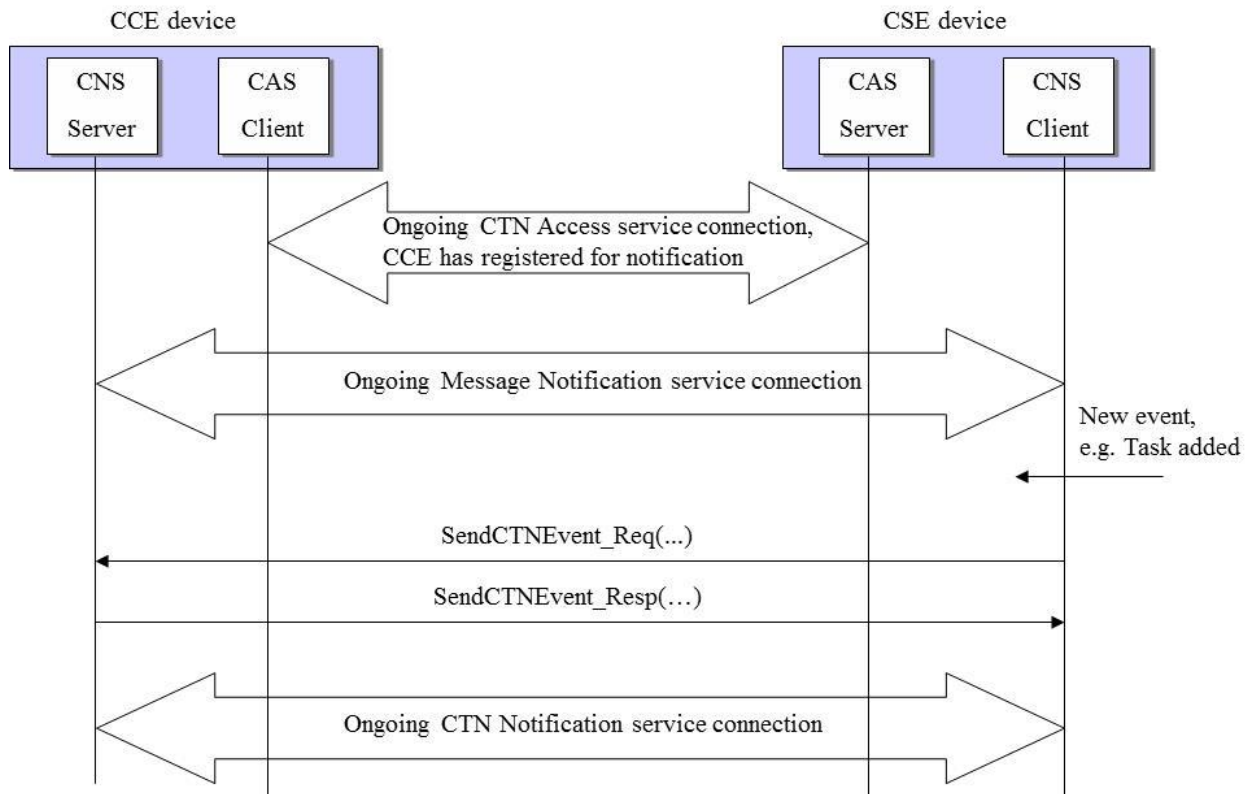 CCE device
CSE device
CNS
Server
CAS
Client
CAS
Server
CNS
Client
Ongoing CTN Access service connection,
CCE has registered for notification
Ongoing Message Notification service connection
New event,
e.g. Task added
SendCTNEvent_Req(...)
SendCTNEvent_Resp(…)
Ongoing CTN Notification service connection